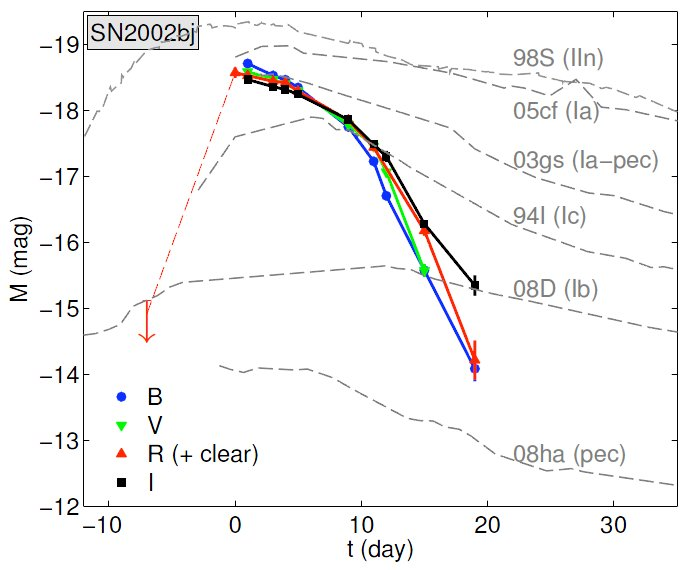 SN2002bj
98S (IIn)
05cf (Ia)
03gs (Ia−pec)
94I (Ic)
08D (Ib)
08ha (pec)
B
V
R (+ clear)
I
M (mag)
−19
−18
−17
−16
−15
−14
−13
−12
−10
0
10
20
30
t (day)